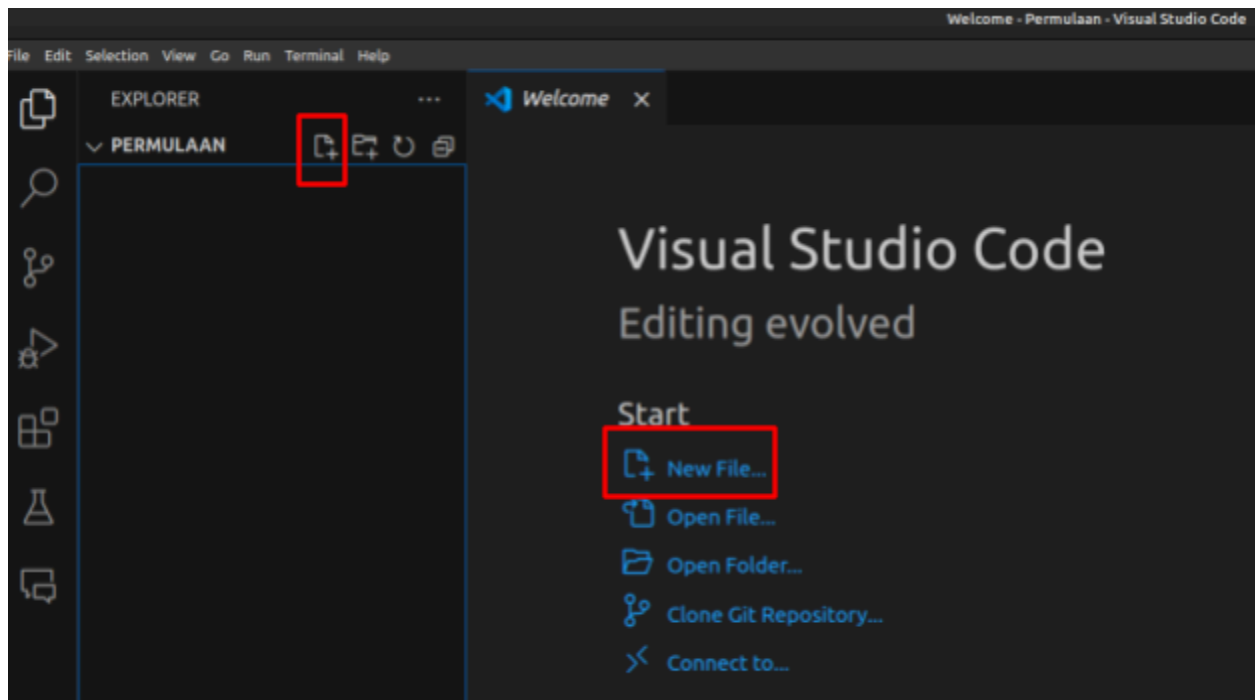 Welcome - Permulaan - Visual Studio Code
File Edit Selection View Go Run Terminal Help
EXPLORER
Welcome
PERMULAAN
Visual Studio Code
Editing evolved
Start
New File...
Open File...
Open Folder...
Clone Git Repository...
Connect to...